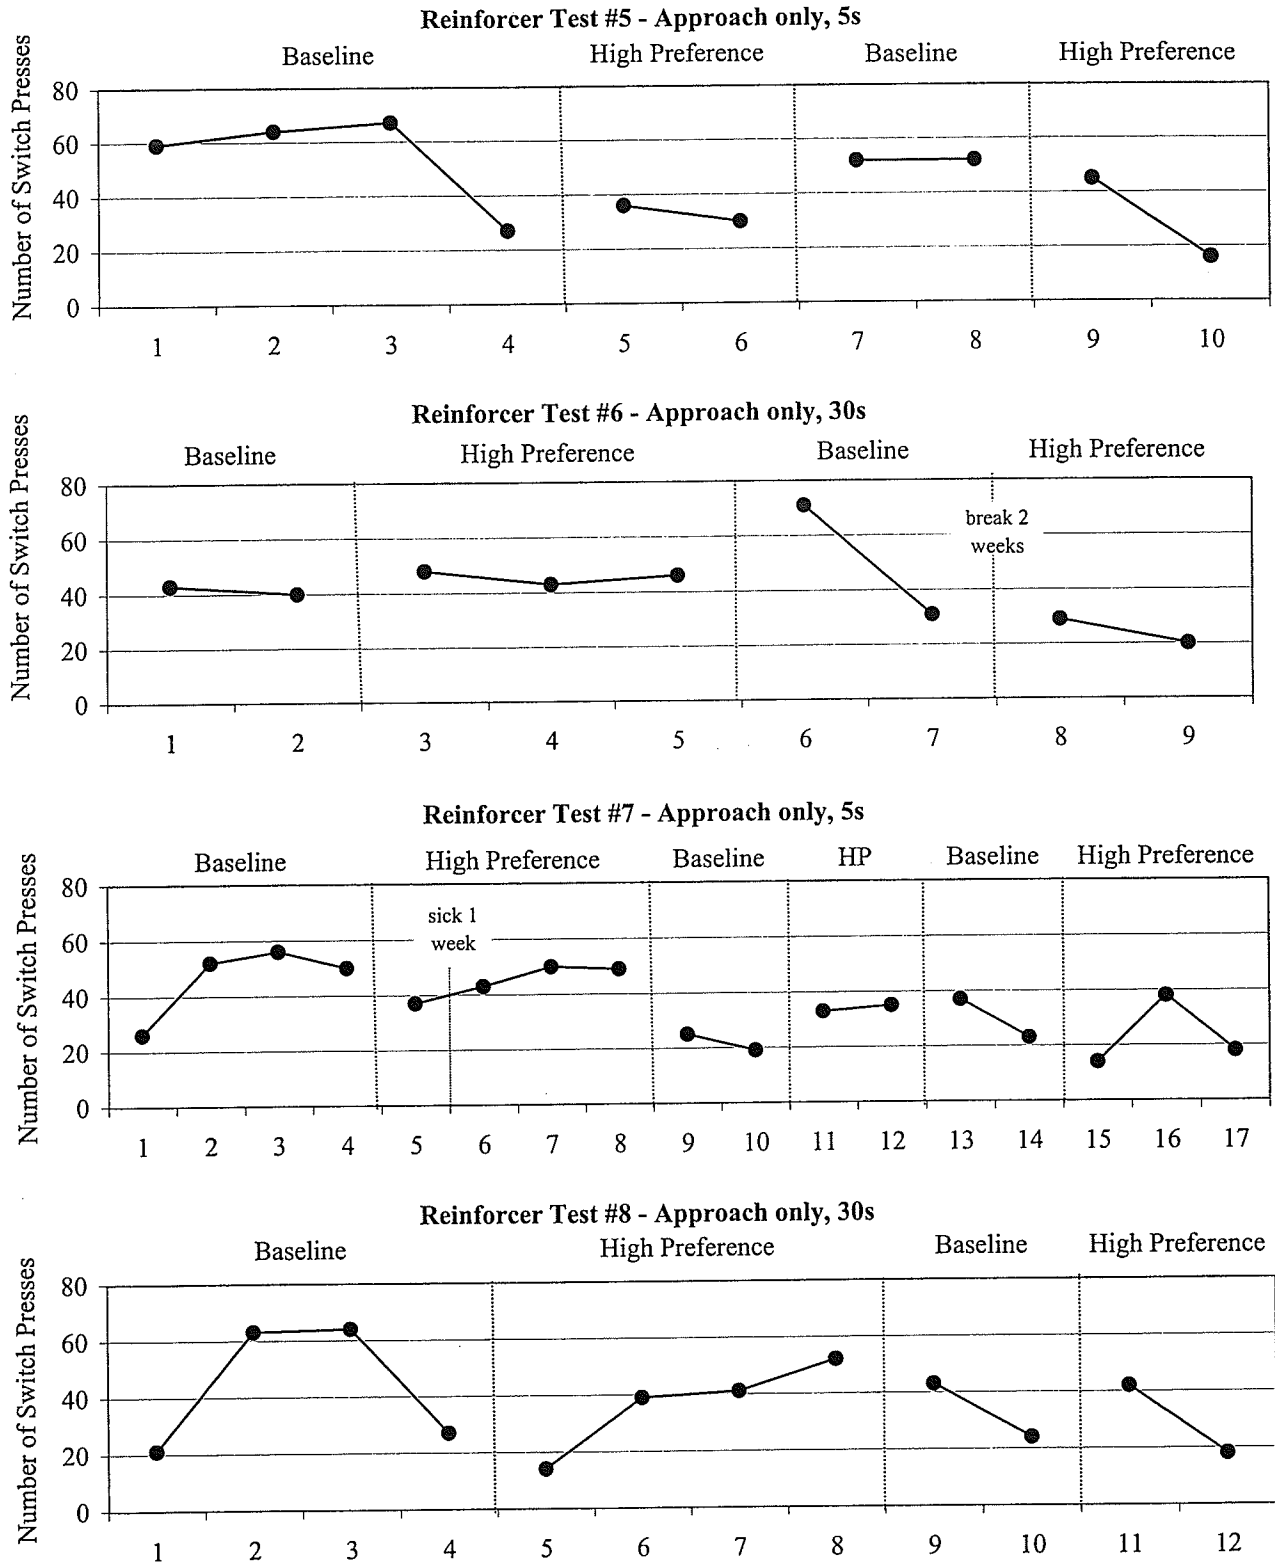 Reinforcer Test #5 - Approach only, 5s
Baseline High Preference Baseline High Preference
Number of Switch Presses
80
60
40
20
0
1 2 3 4 5 6 7 8 9 10
Reinforcer Test #6 - Approach only, 30s
Baseline High Preference Baseline High Preference
Number of Switch Presses
80
60
40
20
0
break 2
weeks
1 2 3 4 5 6 7 8 9
Reinforcer Test #7 - Approach only, 5s
Baseline High Preference Baseline HP Baseline High Preference
Number of Switch Presses
80
60
40
20
0
sick 1
week
1 2 3 4 5 6 7 8 9 10 11 12 13 14 15 16 17
Reinforcer Test #8 - Approach only, 30s
Baseline High Preference Baseline High Preference
Number of Switch Presses
80
60
40
20
0
1 2 3 4 5 6 7 8 9 10 11 12